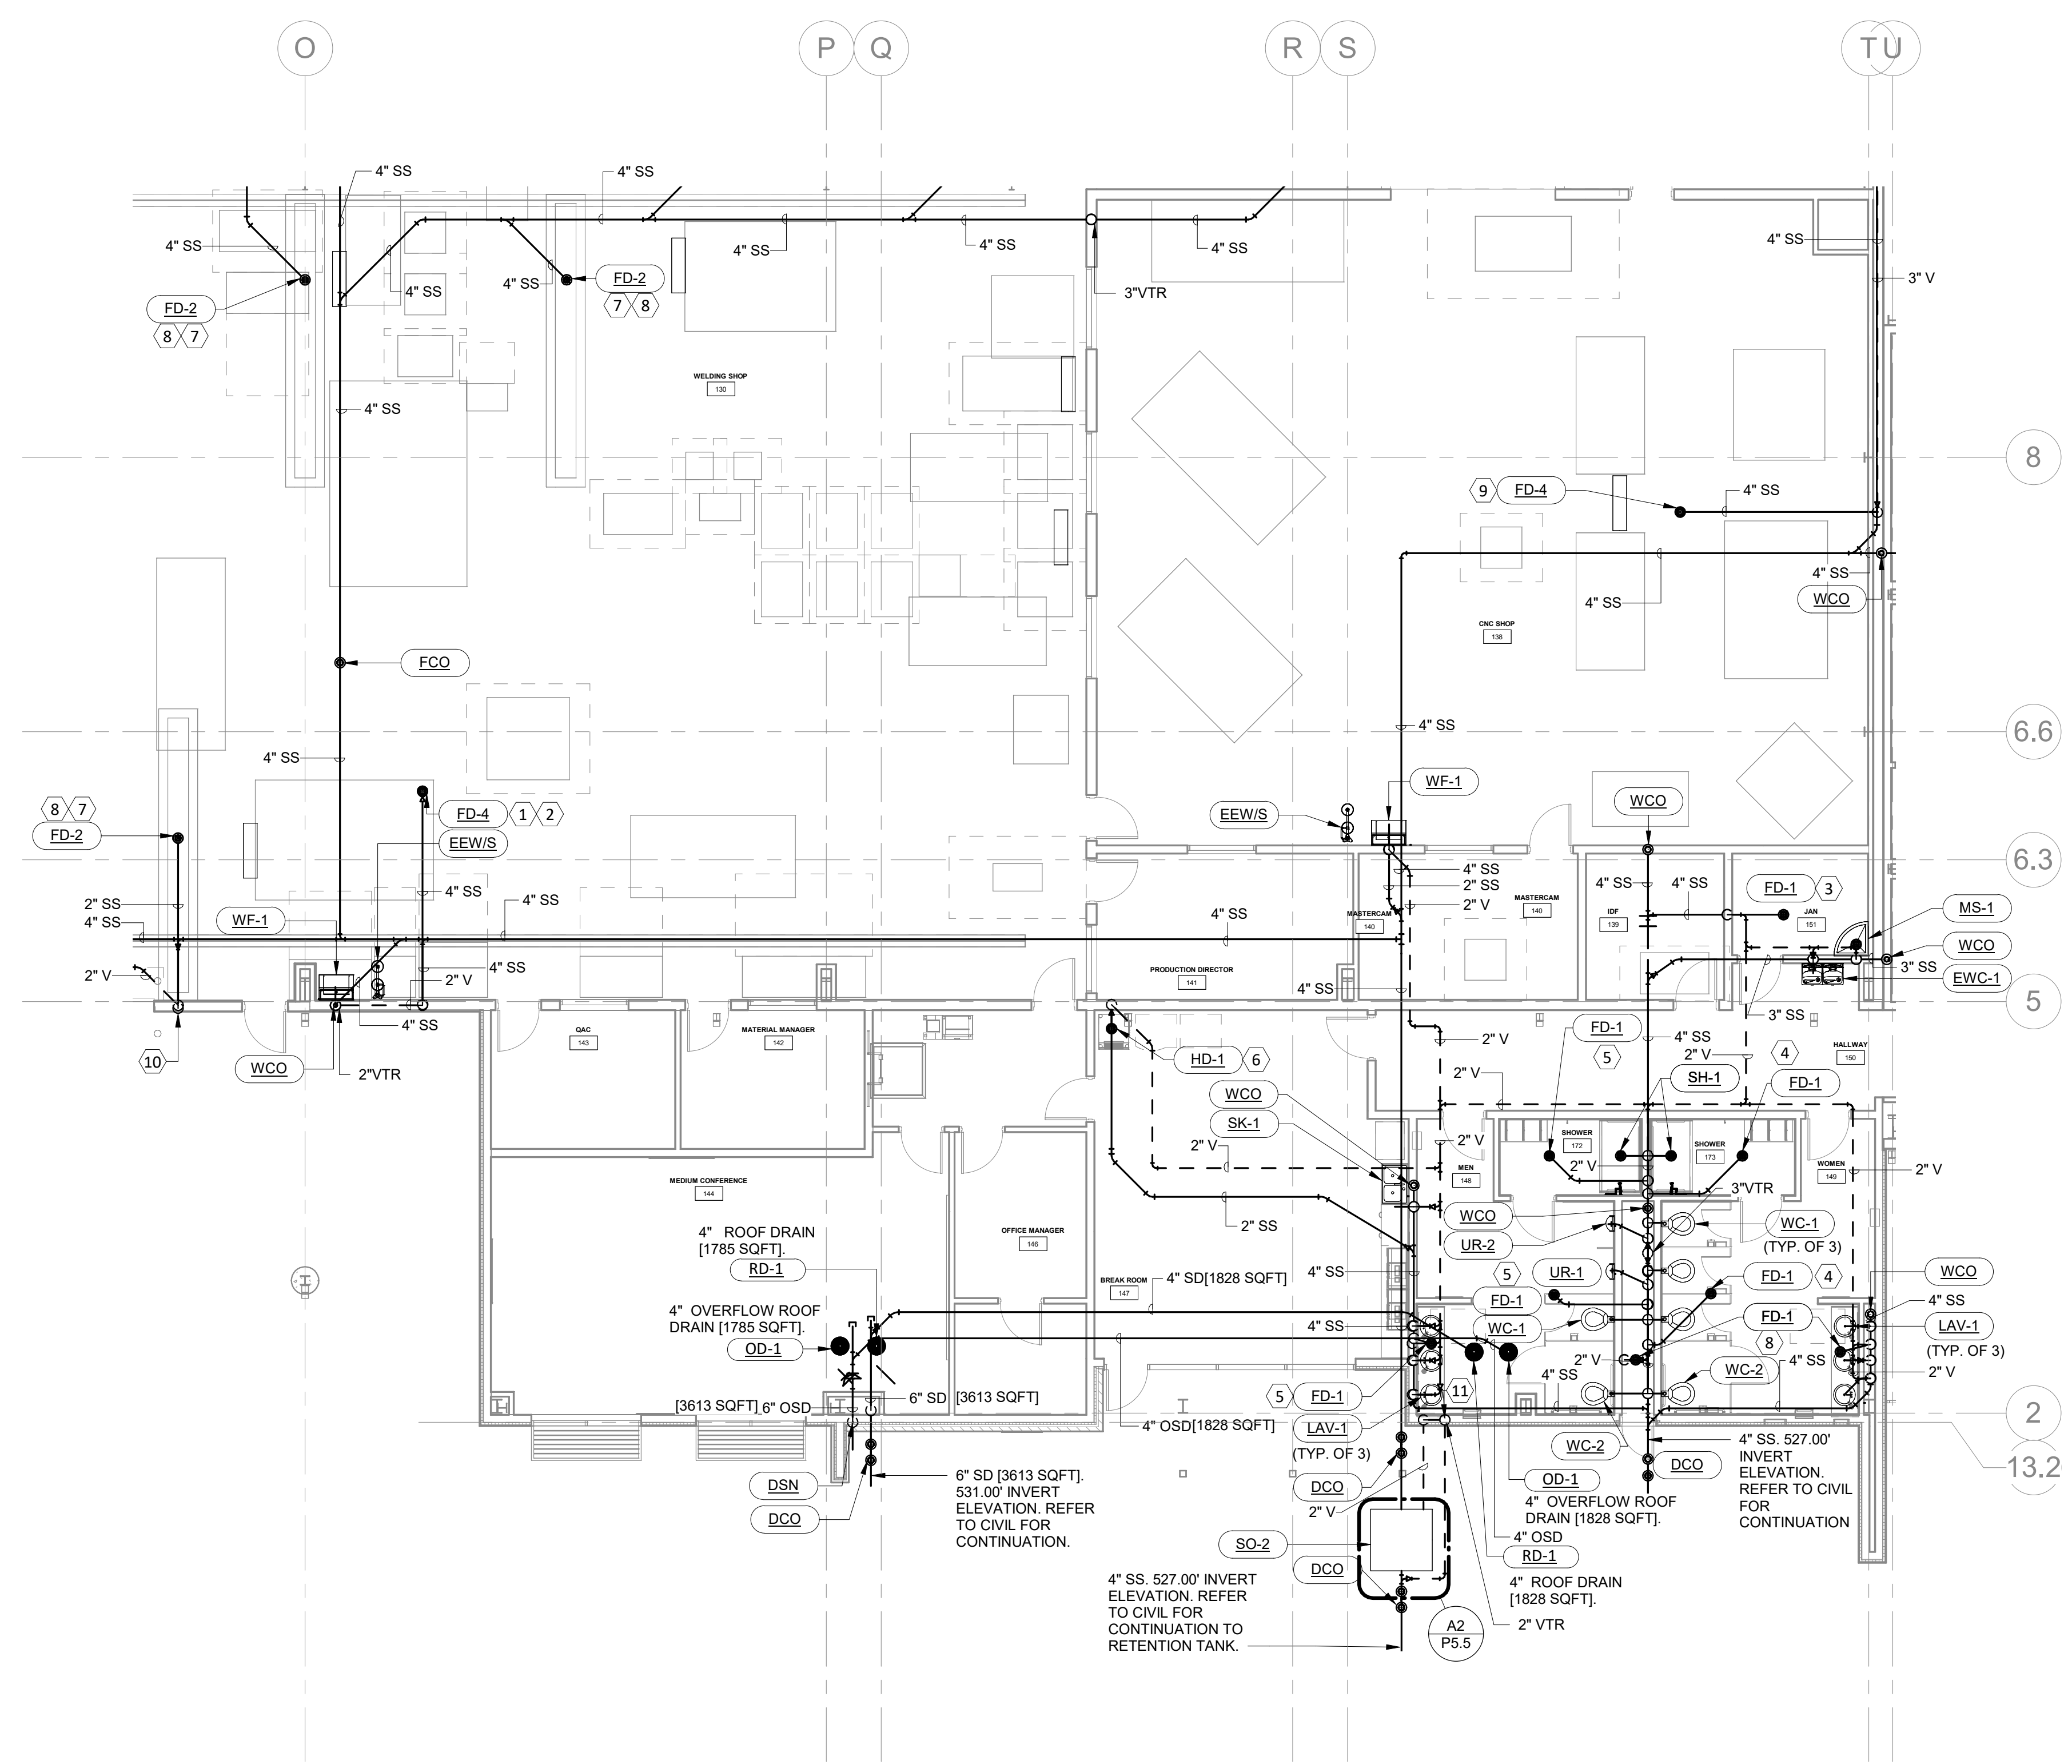 O
P
Q
R
S
T
U
4" SS
4" SS
4" SS
4" SS
4" SS
4" SS
4" SS
4" SS
4" SS
4" SS
FD-2
8
7
FD-2
7
8
3"VTR
3" V
WELDING SHOP
130
4" SS
8
9
FD-4
4" SS
4" SS
4" SS
WCO
CNC SHOP
138
FCO
4" SS
4" SS
6.6
WF-1
WCO
EEW/S
8
7
FD-2
FD-4
1
2
EEW/S
6.3
4" SS
2" SS
2" V
4" SS
4" SS
FD-1
3
MASTERCAM
140
MASTERCAM
140
IDF
139
JAN
151
MS-1
WCO
EWC-1
3" SS
3" SS
2" SS
4" SS
WF-1
4" SS
4" SS
4" SS
4" SS
2" V
2" V
4" SS
PRODUCTION DIRECTOR
141
4" SS
5
10
WCO
2"VTR
QAC
143
MATERIAL MANAGER
142
HD-1
6
2" V
FD-1
5
4" SS
2" V
4
HALLWAY
150
2" V
SH-1
FD-1
WCO
SK-1
2" V
2" V
SHOWER
172
SHOWER
173
2" V
MEN
148
WOMEN
149
2" V
MEDIUM CONFERENCE
144
3"VTR
2" SS
WCO
UR-2
WC-1
(TYP. OF 3)
4" ROOF DRAIN
[1785 SQFT].
RD-1
OFFICE MANAGER
146
BREAK ROOM
147
4" SD[1828 SQFT]
4" SS
5
UR-1
FD-1
FD-1
4
WCO
4" SS
4" OVERFLOW ROOF
DRAIN [1785 SQFT].
OD-1
4" SS
WC-1
FD-1
8
LAV-1
(TYP. OF 3)
2" V
4" SS
2" V
4" SS
WC-2
[3613 SQFT]
6" OSD
6" SD
[3613 SQFT]
5
FD-1
11
4" OSD[1828 SQFT]
LAV-1
(TYP. OF 3)
2
13.2
WC-2
DCO
4" SS. 527.00'
INVERT
ELEVATION.
REFER TO CIVIL
FOR
CONTINUATION
DSN
DCO
6" SD [3613 SQFT].
531.00' INVERT
ELEVATION. REFER
TO CIVIL FOR
CONTINUATION.
DCO
2" V
OD-1
4" OVERFLOW ROOF
DRAIN [1828 SQFT].
4" OSD
SO-2
DCO
RD-1
4" ROOF DRAIN
[1828 SQFT].
4" SS. 527.00' INVERT
ELEVATION. REFER
TO CIVIL FOR
CONTINUATION TO
RETENTION TANK.
A2
P5.5
2" VTR